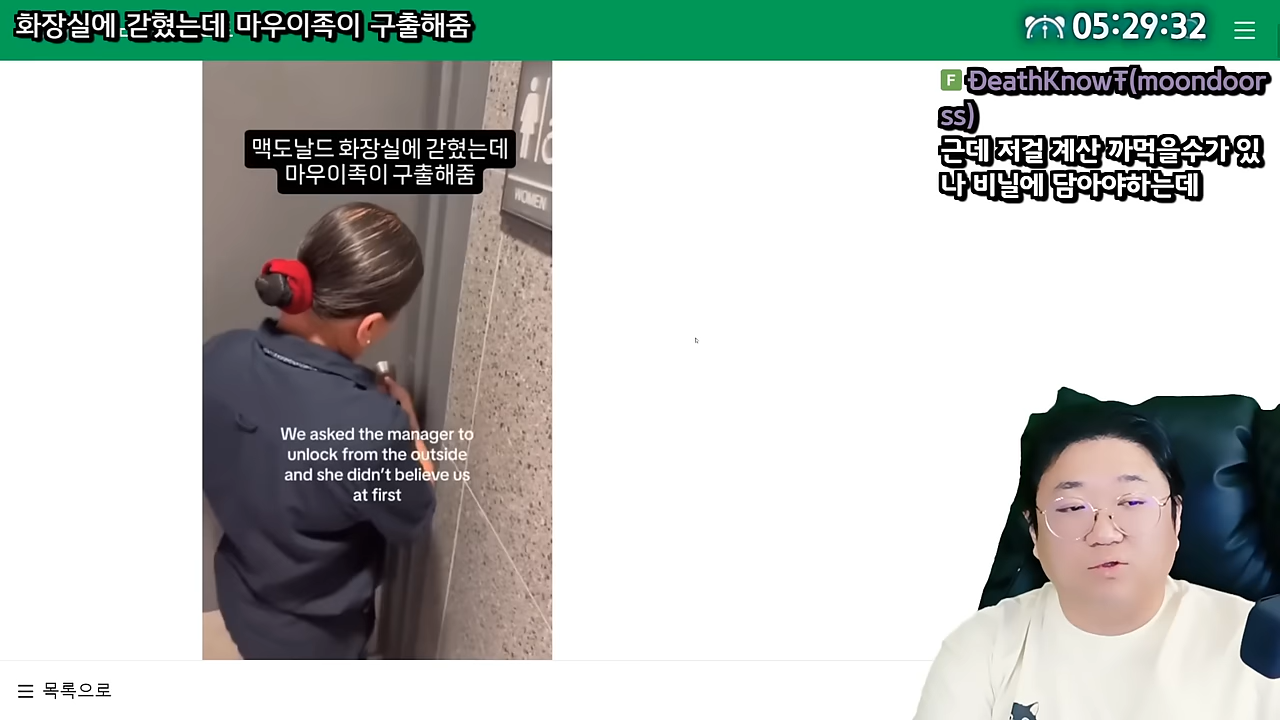 화장실에 갇혔는데 마우이족이 구출해줌
05:29:32
F ĐeathKnowŦ(moondoor
ss)
근데 저걸 계산 까먹을수가 있
나 비닐에 담아야하는데
맥도날드 화장실에 갇혔는데
마우이족이 구출해줌
WOMEN
We asked the manager to
unlock from the outside
and she didn't believe us
at first
목록으로